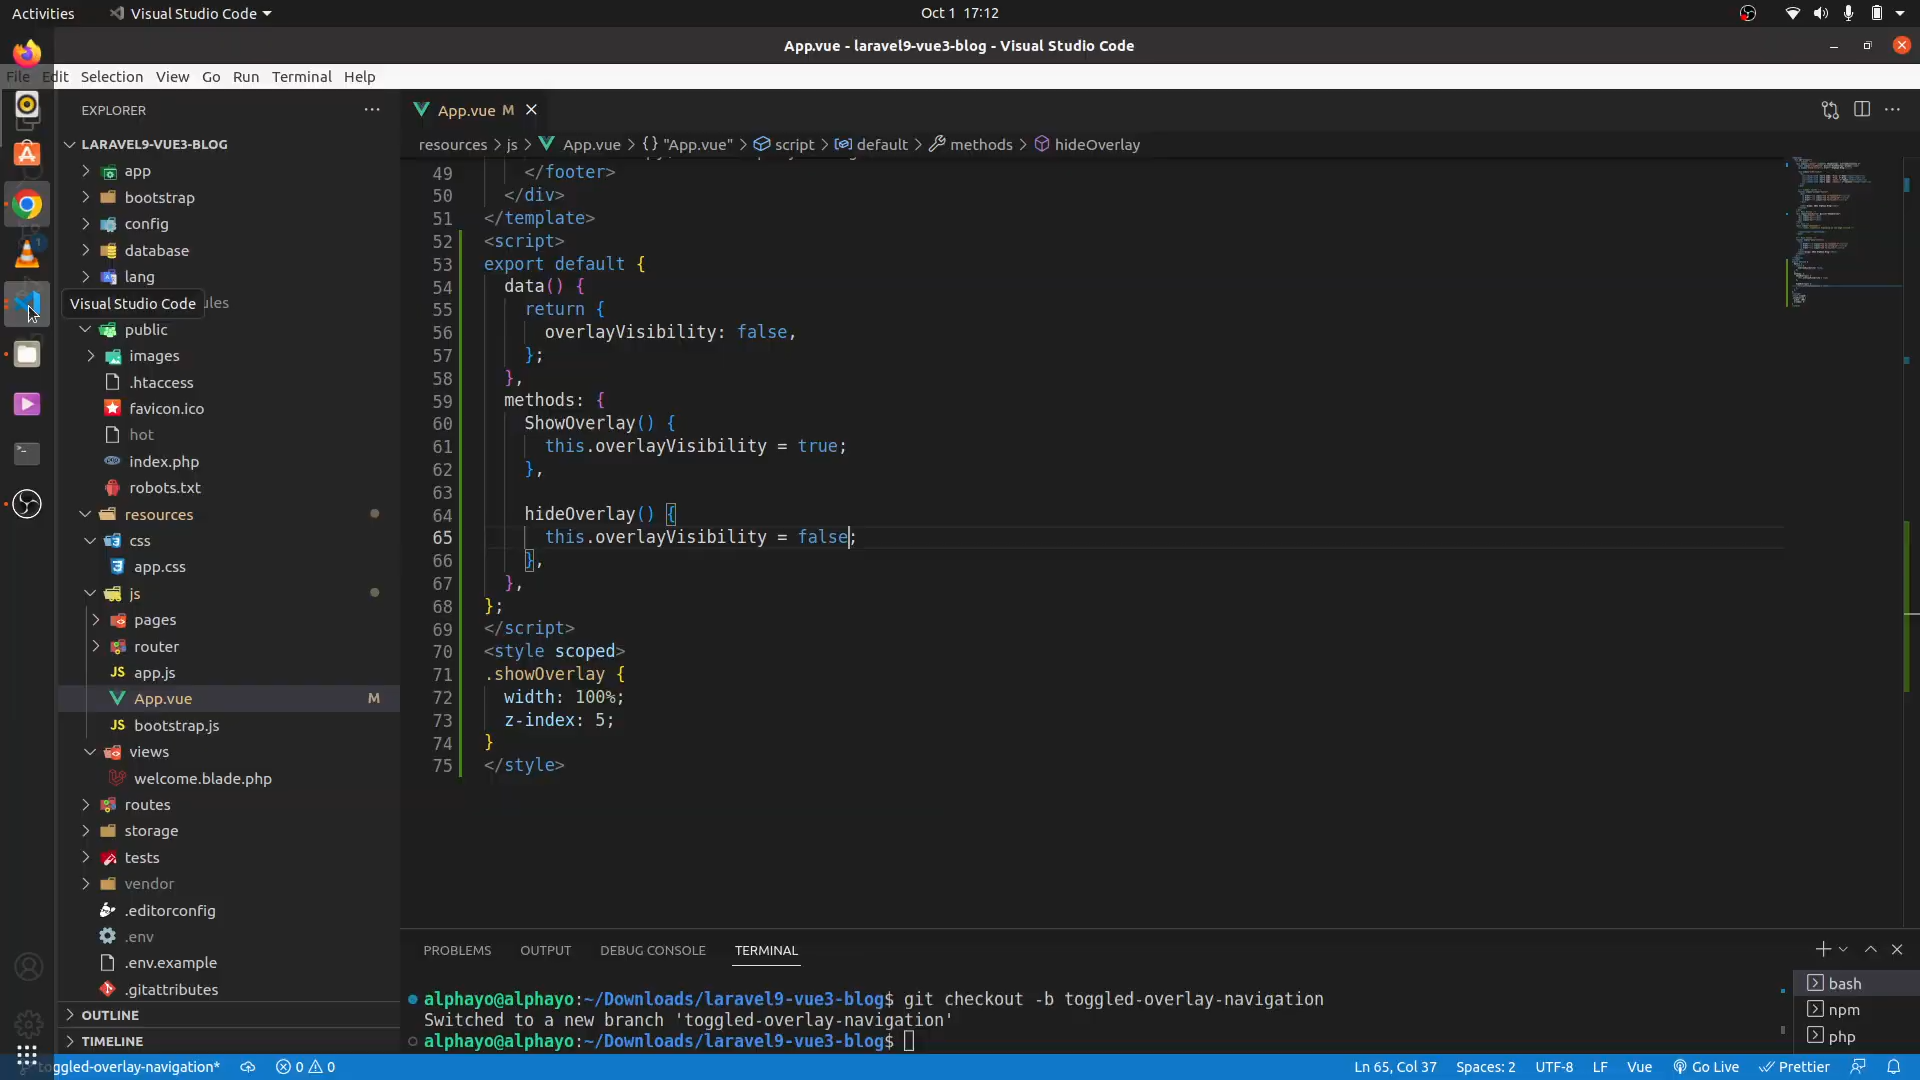 Activities
Visual Studio Code
Oct 1 17:12
App.vue - laravel9-vue3-blog - Visual Studio Code
File Edit Selection View Go Run Terminal Help
EXPLORER
LARAVEL9-VUE3-BLOG
app
bootstrap
config
database
lang
Visual Studio Code
public
images
.htaccess
favicon.ico
hot
index.php
robots.txt
resources
css
app.css
js
pages
router
app.js
App.vue M
bootstrap.js
views
welcome.blade.php
routes
storage
tests
vendor
.editorconfig
.env
.env.example
.gitattributes
OUTLINE
TIMELINE
App.vue M
resources > js > App.vue > {} "App.vue" > script > default > methods > hideOverlay
49 </footer>
50 </div>
51 </template>
52 <script>
53 export default {
54 data() {
55 return {
56 overlayVisibility: false,
57 };
58 },
59 methods: {
60 ShowOverlay() {
61 this.overlayVisibility = true;
62 },
63
64 hideOverlay() {
65 this.overlayVisibility = false;
66 },
67 },
68 };
69 </script>
70 <style scoped>
71 .showOverlay {
72 width: 100%;
73 z-index: 5;
74 }
75 </style>
PROBLEMS OUTPUT DEBUG CONSOLE TERMINAL
alphayo@alphayo:~/Downloads/laravel9-vue3-blog$ git checkout -b toggled-overlay-navigation
Switched to a new branch 'toggled-overlay-navigation'
alphayo@alphayo:~/Downloads/laravel9-vue3-blog$
bash
npm
php
toggled-overlay-navigation* 0 0
Ln 65, Col 37 Spaces: 2 UTF-8 LF Vue Go Live Prettier